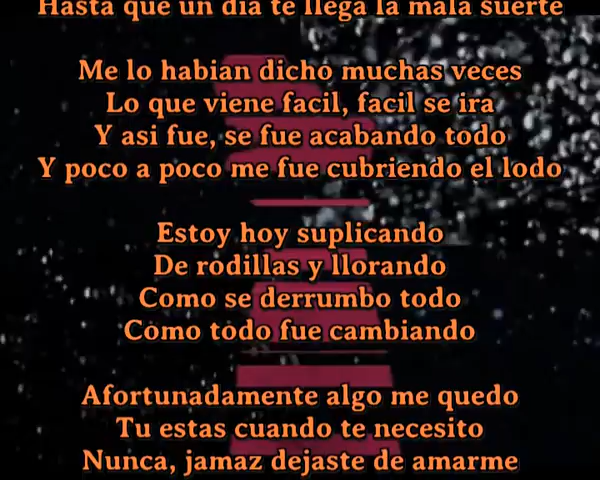 Hasta que un dia te llega la mala suerte
Me lo habian dicho muchas veces
Lo que viene facil, facil se ira
Y asi fue, se fue acabando todo
Y poco a poco me fue cubriendo el lodo
Estoy hoy suplicando
De rodillas y llorando
Como se derrumbo todo
Como todo fue cambiando
Afortunadamente algo me quedo
Tu estas cuando te necesito
Nunca, jamaz dejaste de amarme